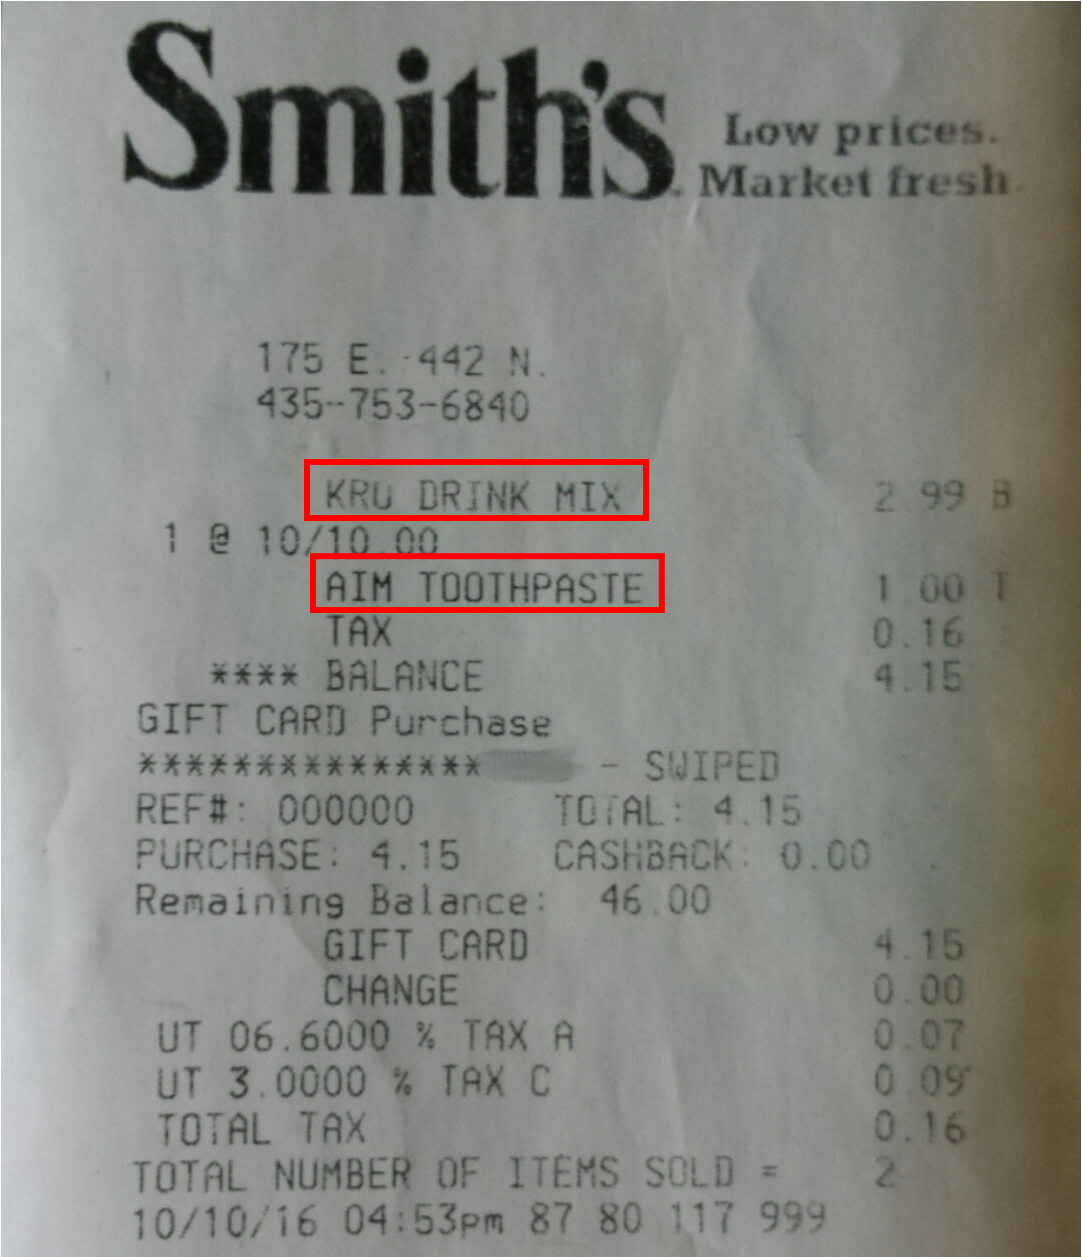 Smith's
Low prices.
Market fresh.
175 E. 442 N.
435-753-6840
KRO DRINK MIX 2.99 B
1 @ 10/10.00
AIM TOOTHPASTE 1.00 T
TAX 0.16
**** BALANCE 4.15
GIFT CARD Purchase
*************** - SWIPED
REF#: 000000 TOTAL: 4.15
PURCHASE: 4.15 CASHBACK: 0.00
Remaining Balance: 46.00
GIFT CARD 4.15
CHANGE 0.00
UT 06.6000 % TAX A 0.07
UT 3.0000 % TAX C 0.09
TOTAL TAX 0.16
TOTAL NUMBER OF ITEMS SOLD = 2
10/10/16 04:53pm 87 80 117 999